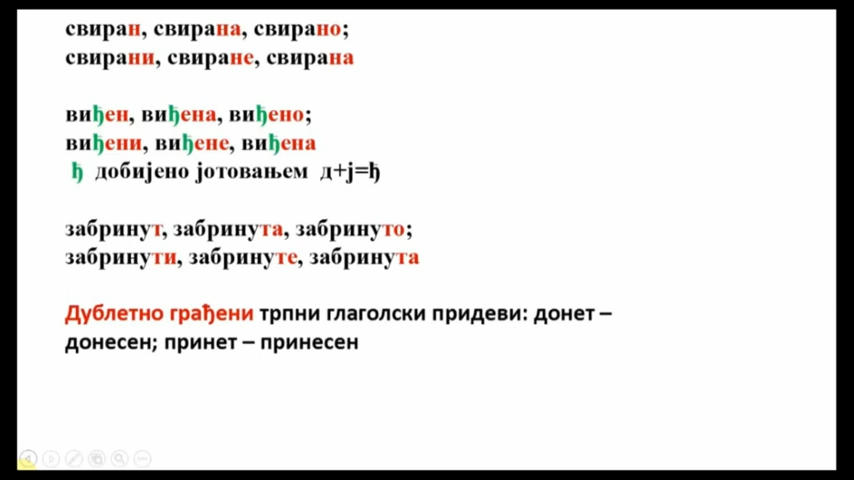 свиран, свирана, свирано;
свирани, свиране, свирана
виђен, виђена, виђено;
виђени, виђене, виђена
ђ добијено јотовањем д+ј=ђ
забринут, забринута, забринуто;
забринути, забринуте, забринута
Дублетно грађени трпни глаголски придеви: донет –
донесен; принет – принесен